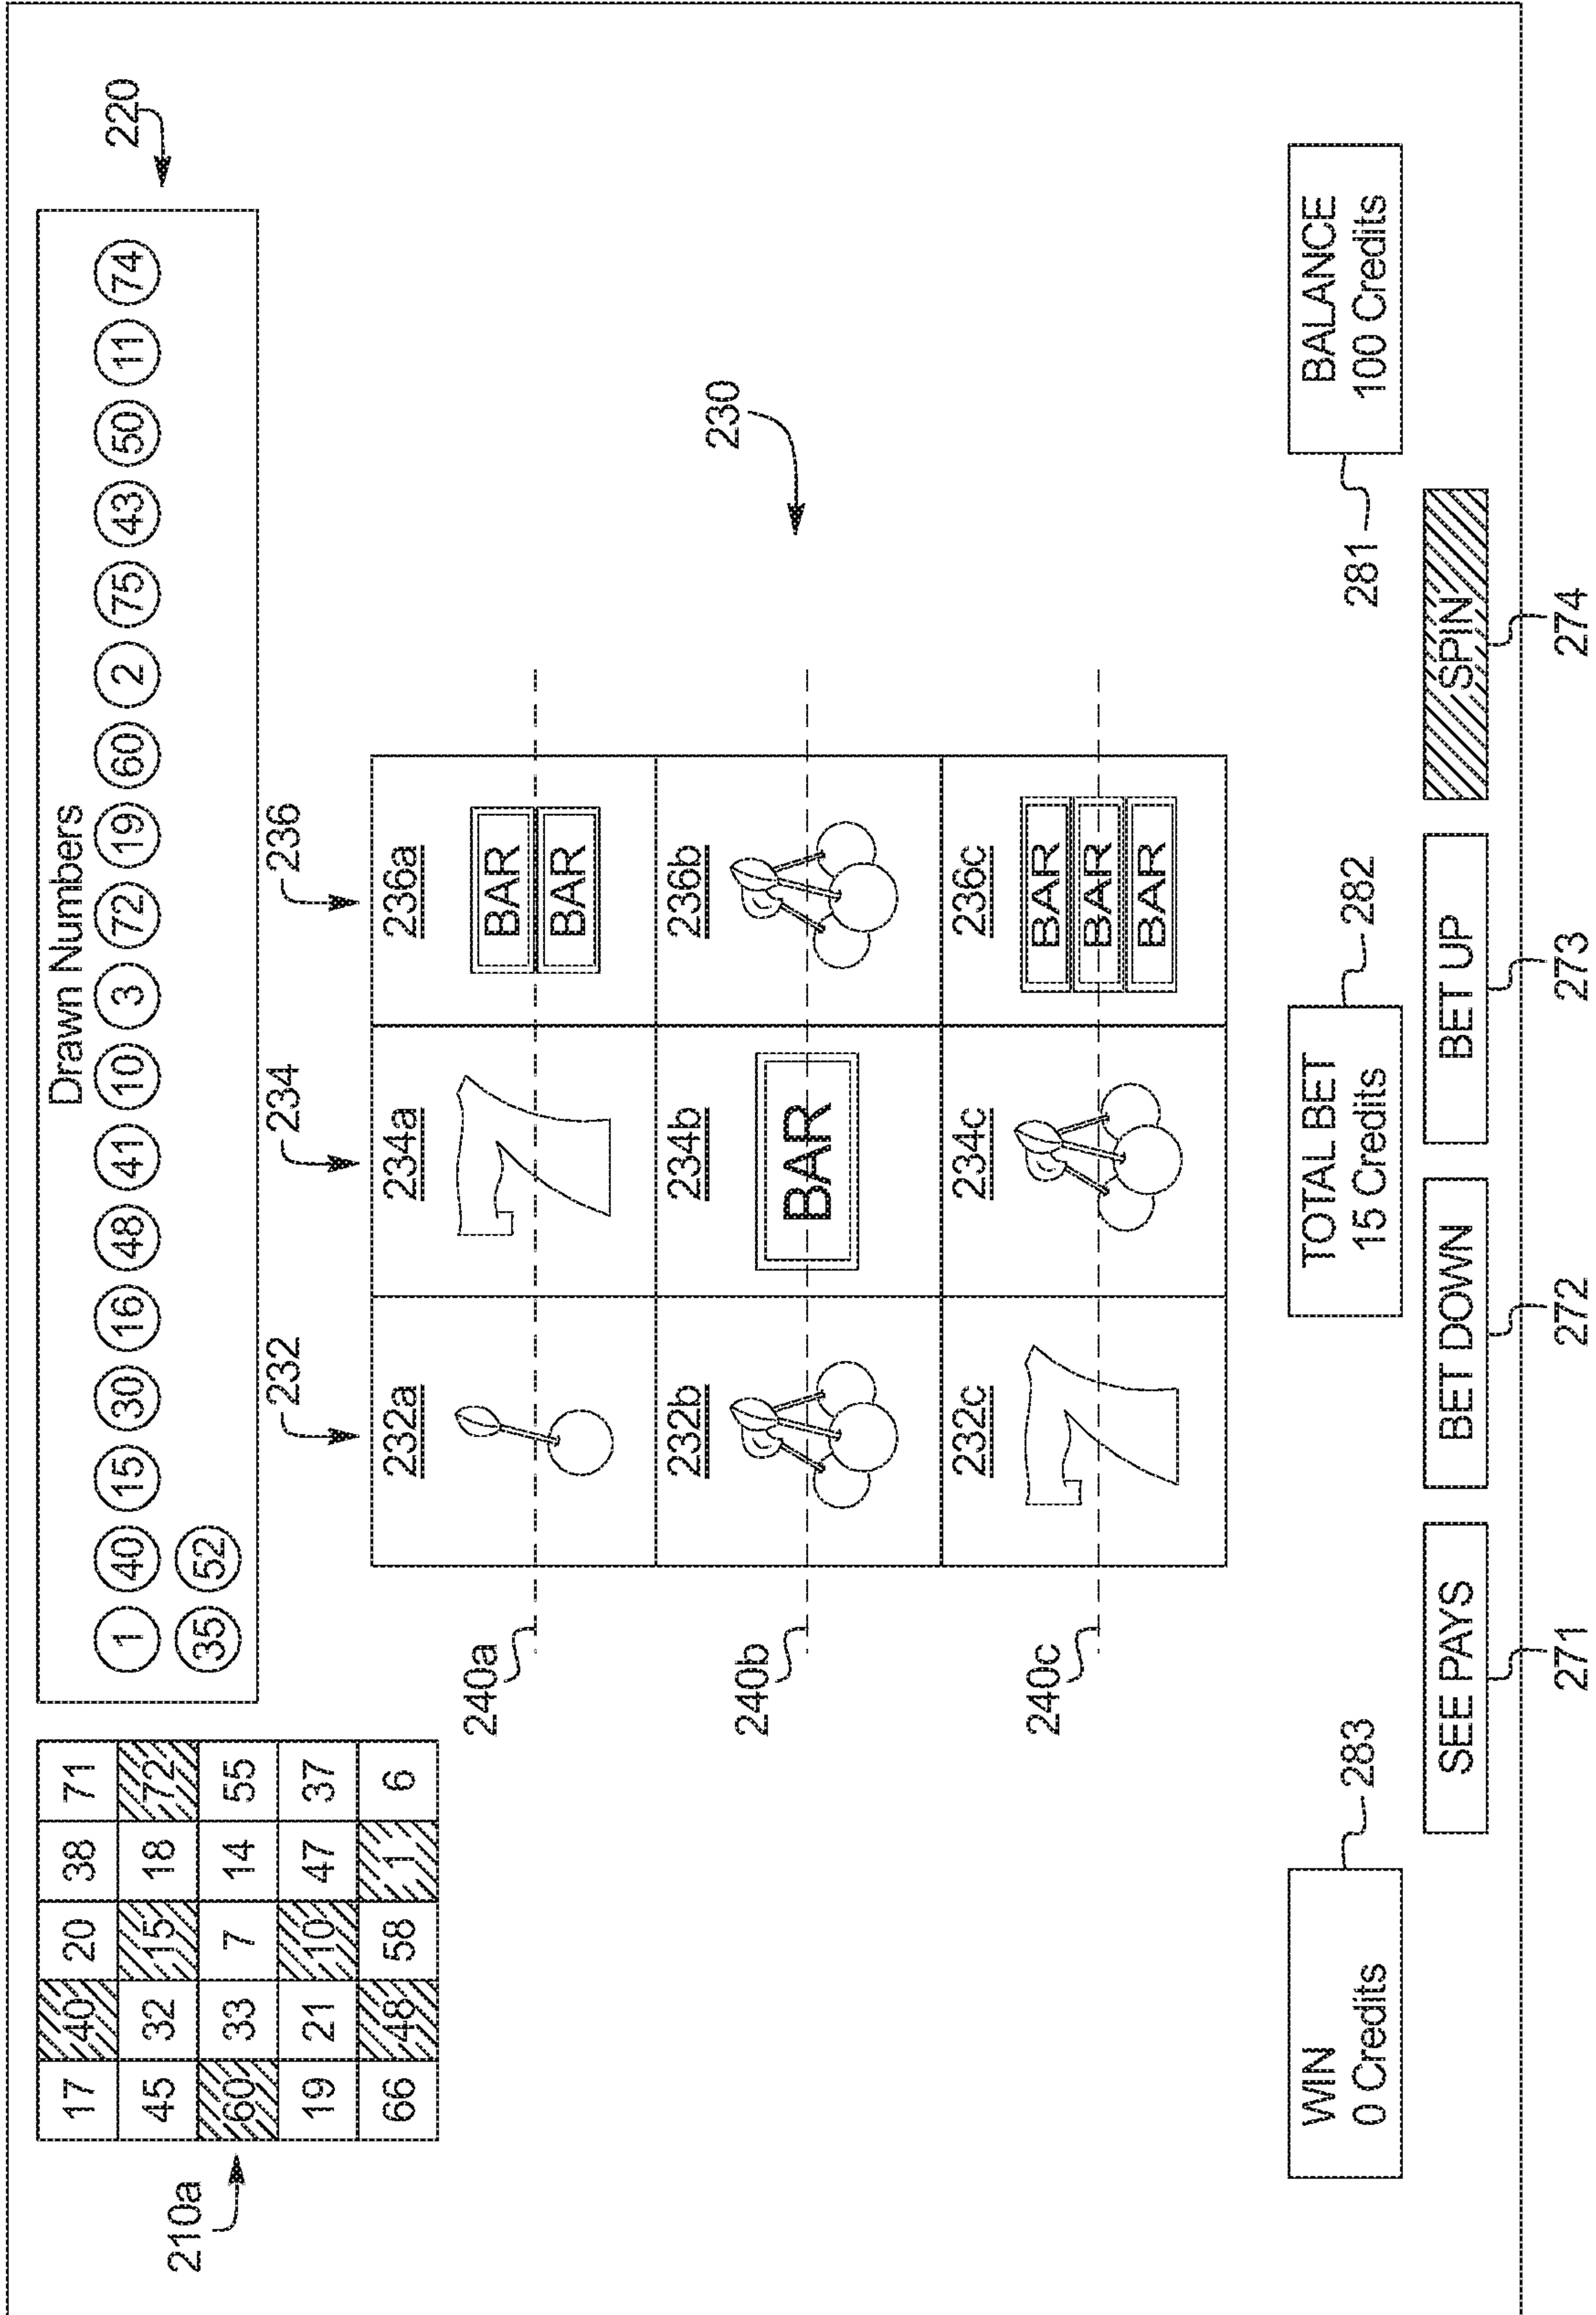 210a
17 40 20 38 71
45 32 15 18 72
60 33 7 14 55
19 21 10 47 37
66 48 58 1 6
Drawn Numbers
1 40 15 30 16 48 41 10 3 72 19 60 2 75 43 50 11 74
35 52
220
232 234 236
232a 234a 236a
BAR
BAR
240a
232b 234b 236b
BAR
240b
232c 234c 236c
BAR
BAR
BAR
240c
230
WIN
0 Credits
283
TOTAL BET
15 Credits
282
BALANCE
100 Credits
281
SEE PAYS
BET DOWN
BET UP
SPIN
271 272 273 274